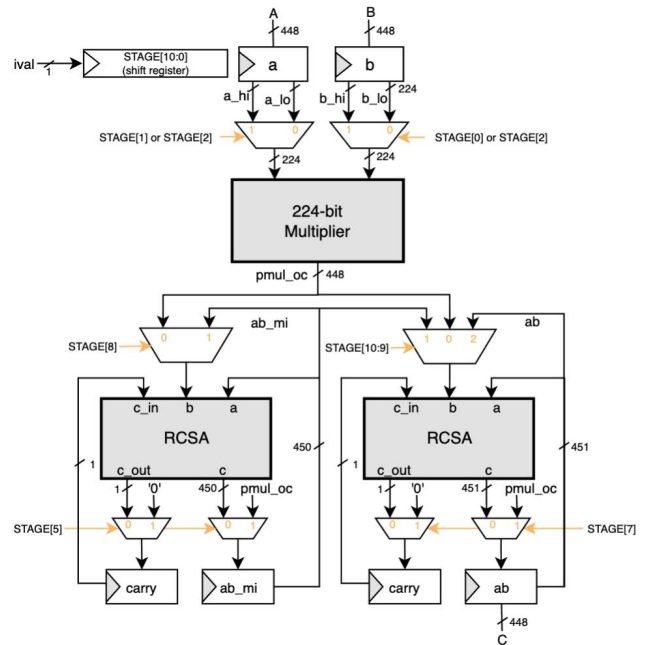 A B
448 448
ival
1
STAGE[10:0]
(shift register)
a b
a_hi a_lo b_hi b_lo 224
1 0 1 0
STAGE[1] or STAGE[2] STAGE[0] or STAGE[2]
224 224
224-bit
Multiplier
pmul_oc 448
ab_mi ab
0 1 1 0 2
STAGE[8] STAGE[10:9]
c_in b a c_in b a
RCSA RCSA
450 451
1 1
c_out c c_out c
1 '0' 450 pmul_oc 1 '0' 451 pmul_oc
STAGE[5] 0 1 0 1 0 1 0 1 STAGE[7]
carry ab_mi carry ab
448
C